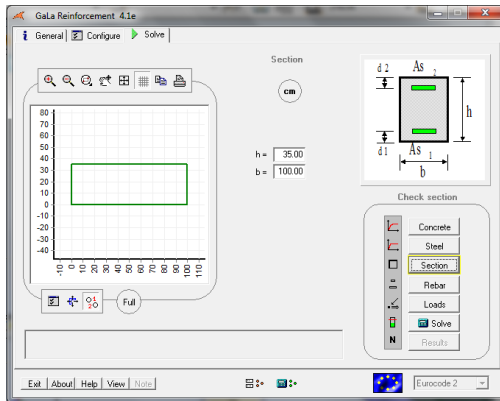 GaLa Reinforcement 4.1e
General Configure Solve
Section
cm
h = 35.00
b = 100.00
80
70
60
50
40
30
20
10
0
-10
-20
-30
-40
-10 0 10 20 30 40 50 60 70 80 90 100 110
Full
d 2 As 2
h
d 1 As 1
b
Check section
Concrete
Steel
Section
Rebar
Loads
Solve
N Results
Exit About Help View Note
Eurocode 2